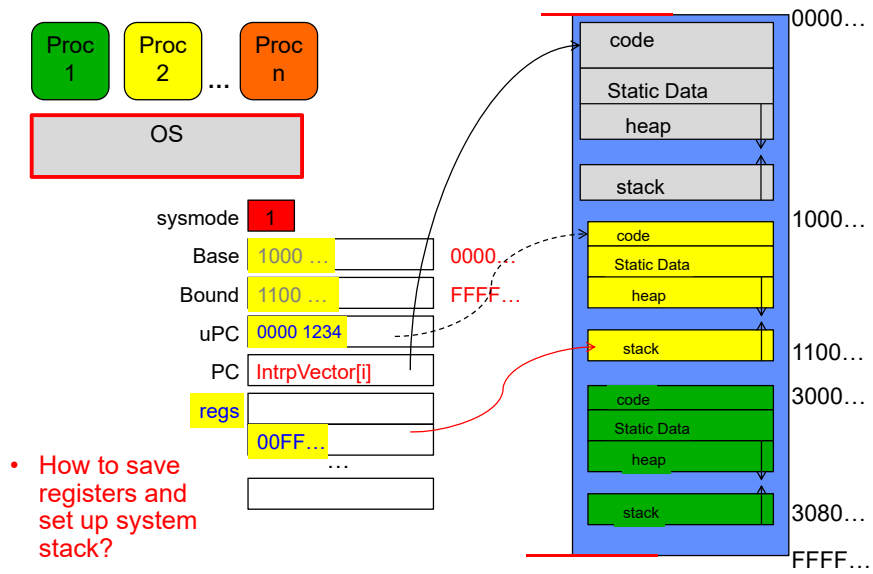 Proc
1
Proc
2
...
Proc
n
OS
sysmode
1
Base
1000 …
0000…
Bound
1100 …
FFFF…
uPC
0000 1234
PC
IntrpVector[i]
regs
00FF…
…
• How to save
registers and
set up system
stack?
code
Static Data
heap
stack
code
Static Data
heap
stack
code
Static Data
heap
stack
0000…
1000…
1100…
3000…
3080…
FFFF…